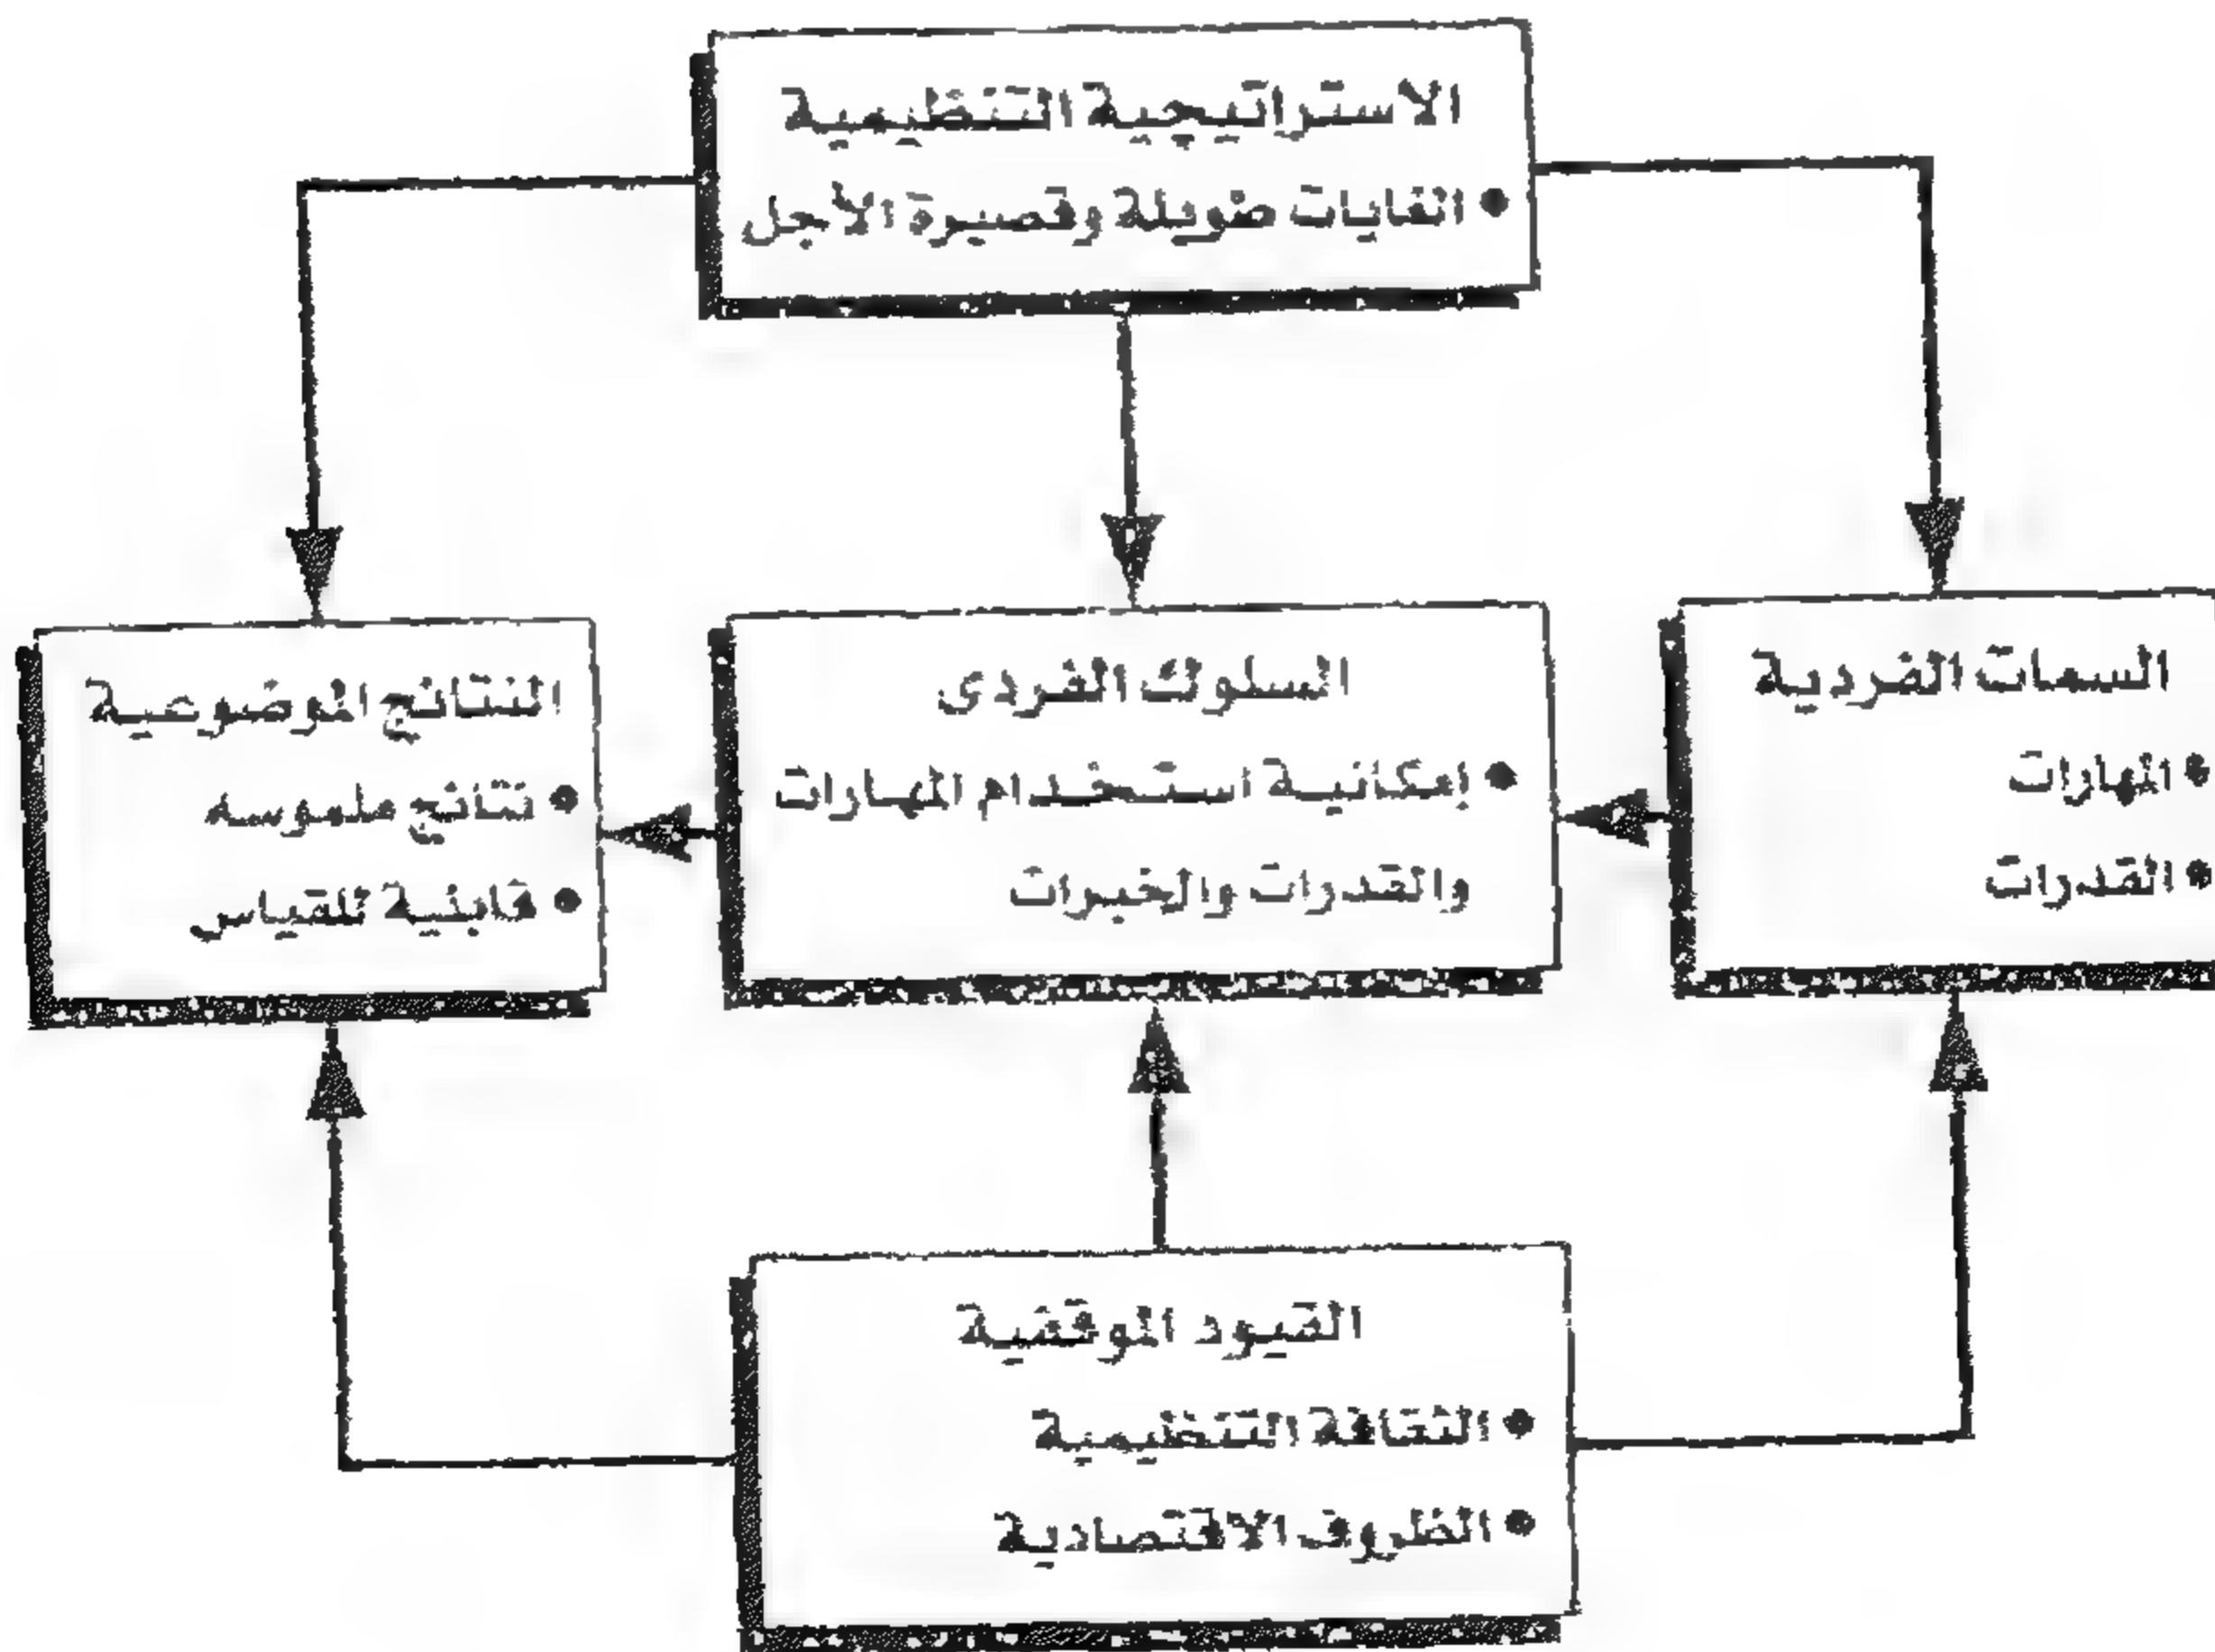 الاستراتيجية التنظيمية
• الغايات طويلة وقصيرة الأجل
السمات الفردية
• المهارات
• القدرات
السلوك الفردى
• إمكانية استخدام المهارات
والقدرات والخبرات
النتائج الموضوعية
• نتائج ملموسه
• قابلية للقياس
القيود الموقفية
• الثقافة التنظيمية
• الظروف الاقتصادية